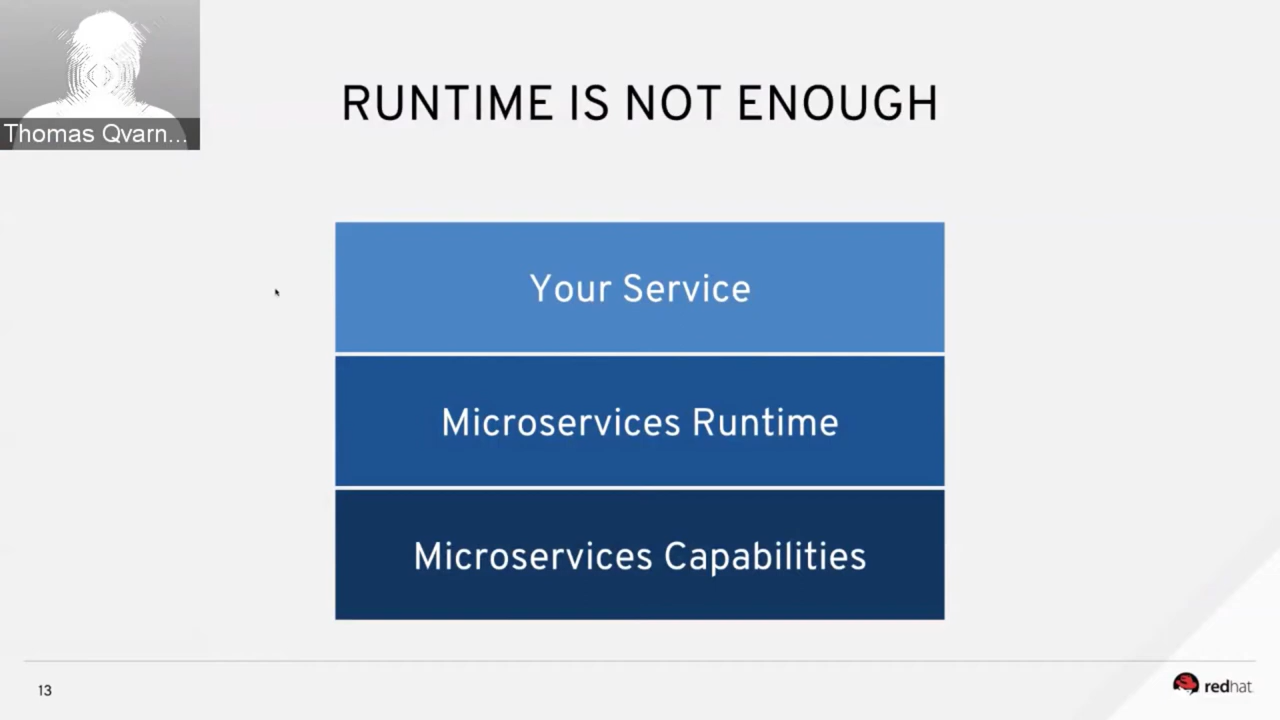 Thomas Qvarn...
RUNTIME IS NOT ENOUGH
Your Service
Microservices Runtime
Microservices Capabilities
13
redhat.